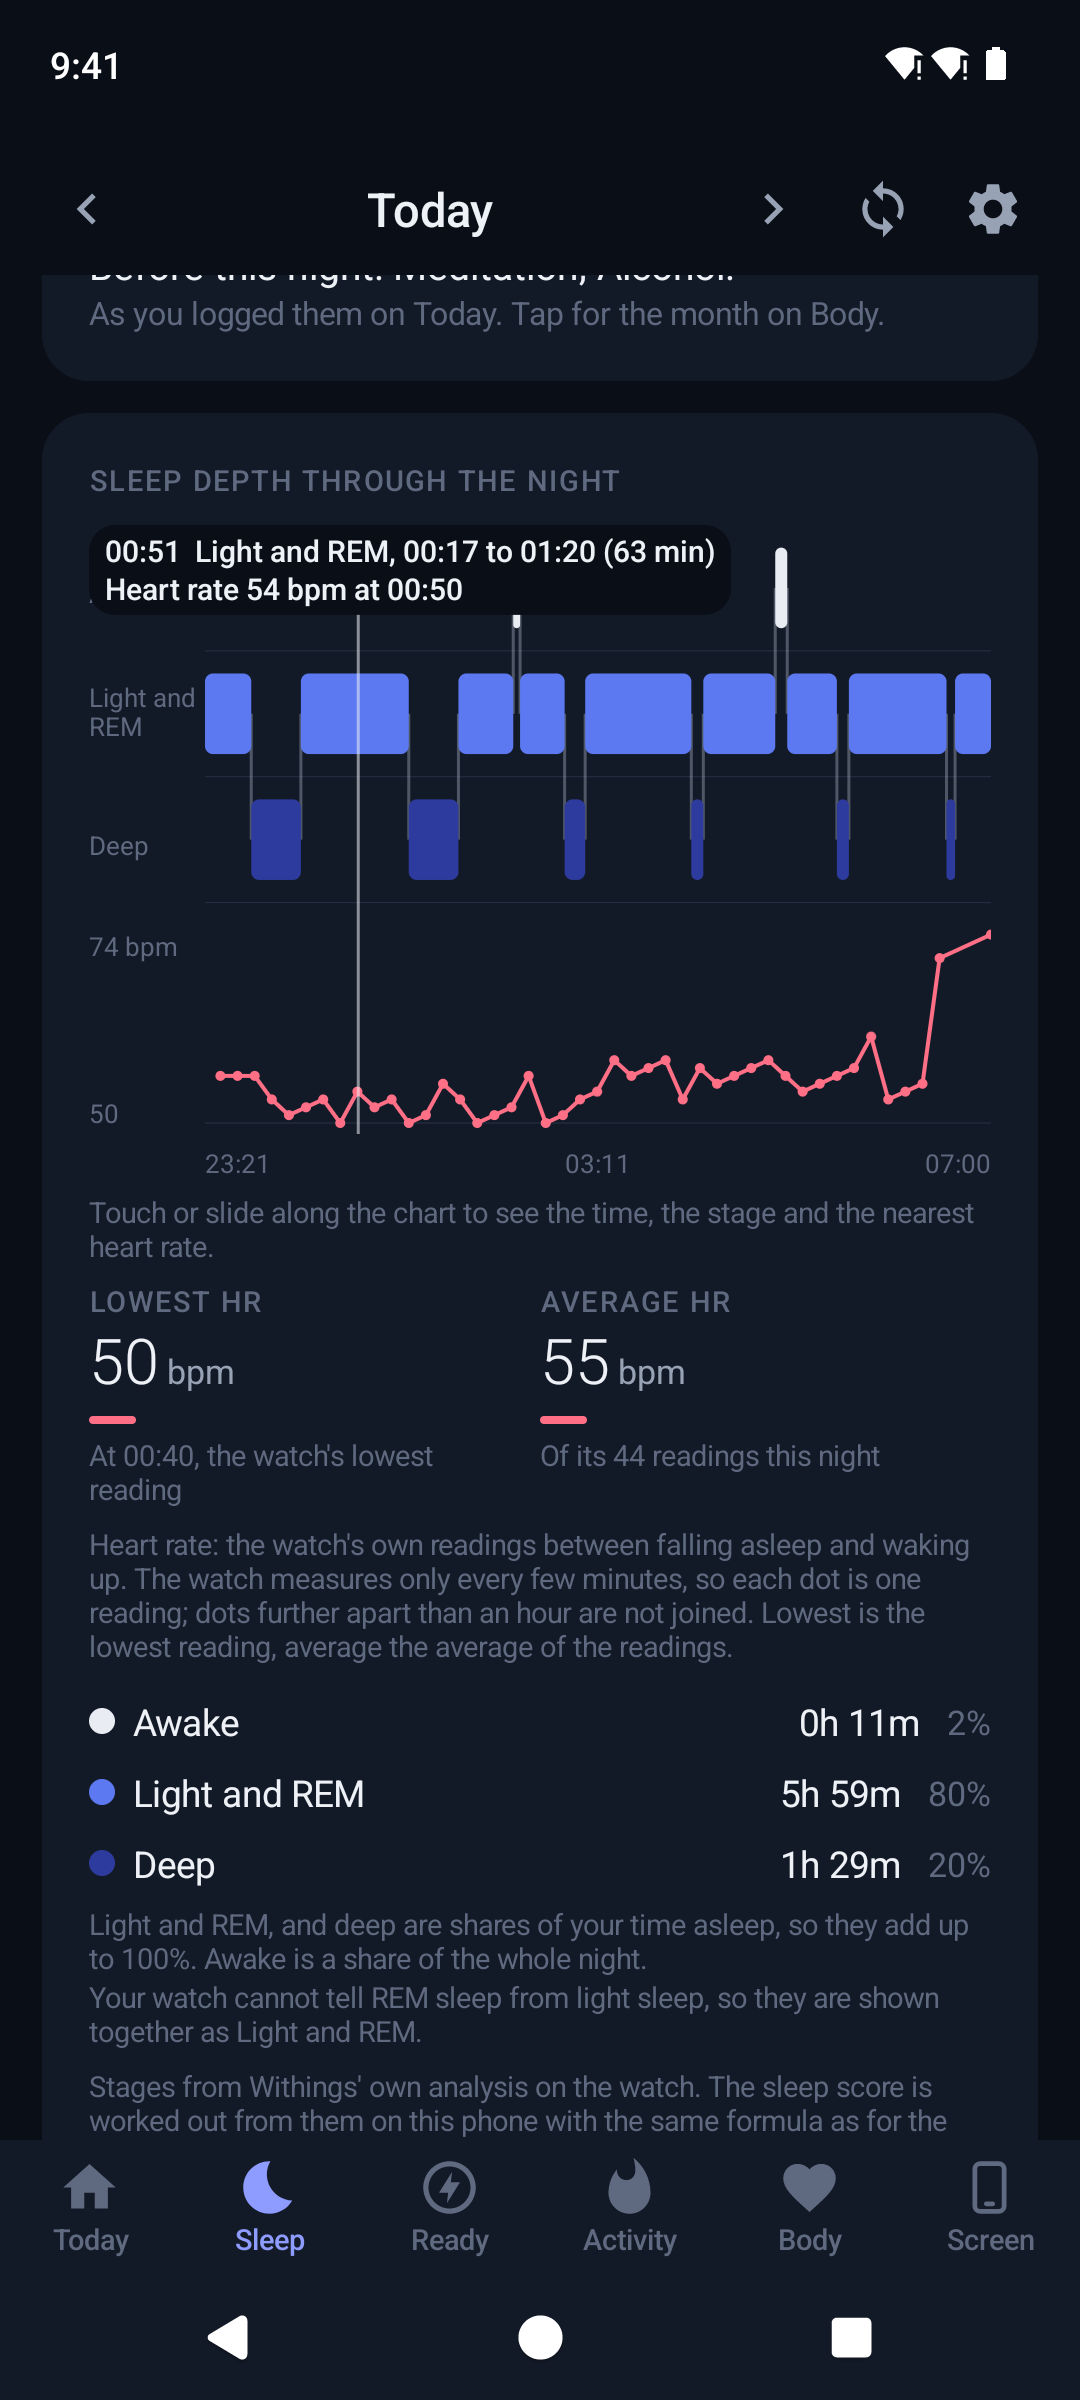 9:41
Today
Before this night: Meditation, Alcohol.
As you logged them on Today. Tap for the month on Body.
SLEEP DEPTH THROUGH THE NIGHT
00:51 Light and REM, 00:17 to 01:20 (63 min)
Heart rate 54 bpm at 00:50
Light and
REM
Deep
74 bpm
50
23:21 03:11 07:00
Touch or slide along the chart to see the time, the stage and the nearest
heart rate.
LOWEST HR
50 bpm
At 00:40, the watch's lowest
reading
AVERAGE HR
55 bpm
Of its 44 readings this night
Heart rate: the watch's own readings between falling asleep and waking
up. The watch measures only every few minutes, so each dot is one
reading; dots further apart than an hour are not joined. Lowest is the
lowest reading, average the average of the readings.
Awake 0h 11m 2%
Light and REM 5h 59m 80%
Deep 1h 29m 20%
Light and REM, and deep are shares of your time asleep, so they add up
to 100%. Awake is a share of the whole night.
Your watch cannot tell REM sleep from light sleep, so they are shown
together as Light and REM.
Stages from Withings' own analysis on the watch. The sleep score is
worked out from them on this phone with the same formula as for the
Today Sleep Ready Activity Body Screen